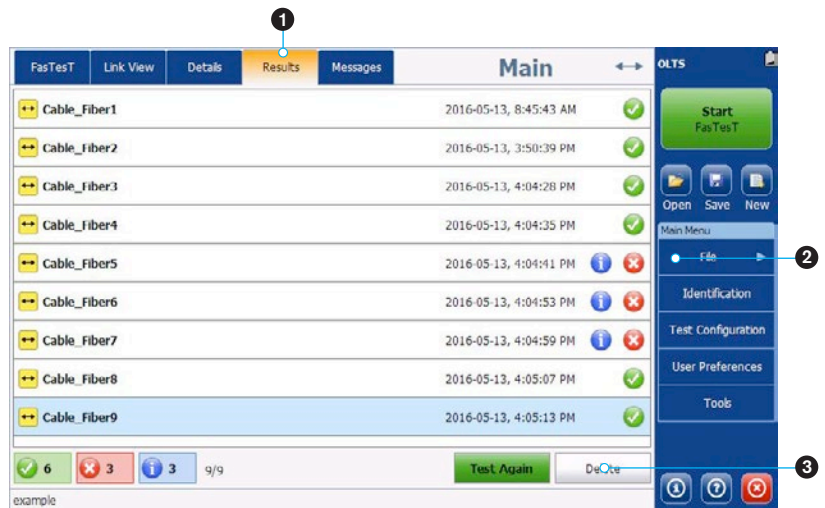 1
FasTesT Link View Details Results Messages Main OLTS
Cable_Fiber1 2016-05-13, 8:45:43 AM
Start
FasTesT
Cable_Fiber2 2016-05-13, 3:50:39 PM
Cable_Fiber3 2016-05-13, 4:04:28 PM
Open Save New
Cable_Fiber4 2016-05-13, 4:04:35 PM
Main Menu
Cable_Fiber5 2016-05-13, 4:04:41 PM
File 2
Cable_Fiber6 2016-05-13, 4:04:53 PM
Identification
Cable_Fiber7 2016-05-13, 4:04:59 PM
Test Configuration
Cable_Fiber8 2016-05-13, 4:05:07 PM
User Preferences
Cable_Fiber9 2016-05-13, 4:05:13 PM
Tools
6 3 3 9/9 Test Again Delete 3
example